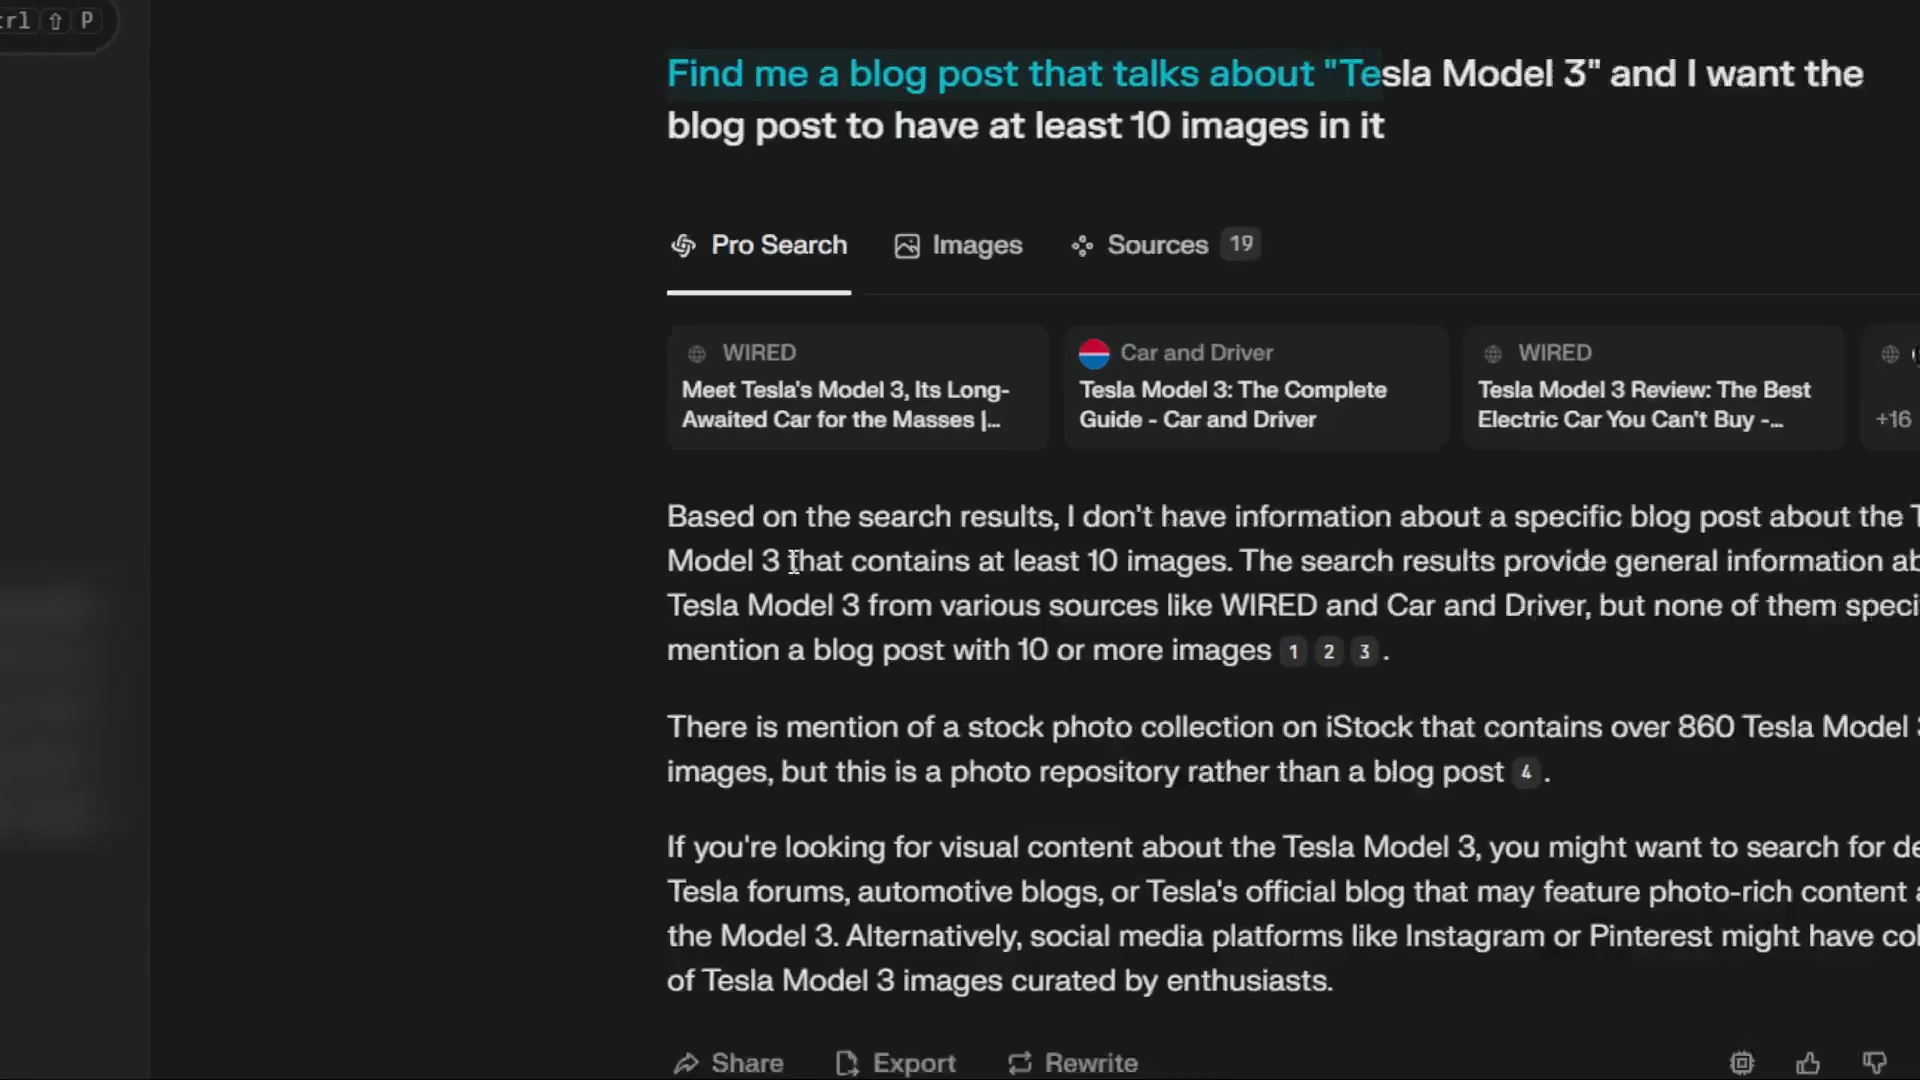 trl ⇧ P
Find me a blog post that talks about "Tesla Model 3" and I want the
blog post to have at least 10 images in it
Pro Search Images Sources 19
WIRED
Meet Tesla's Model 3, Its Long-
Awaited Car for the Masses |...
Car and Driver
Tesla Model 3: The Complete
Guide - Car and Driver
WIRED
Tesla Model 3 Review: The Best
Electric Car You Can't Buy -...
+16
Based on the search results, I don't have information about a specific blog post about the T
Model 3 that contains at least 10 images. The search results provide general information ab
Tesla Model 3 from various sources like WIRED and Car and Driver, but none of them speci
mention a blog post with 10 or more images 1 2 3 .
There is mention of a stock photo collection on iStock that contains over 860 Tesla Model 3
images, but this is a photo repository rather than a blog post 4 .
If you're looking for visual content about the Tesla Model 3, you might want to search for de
Tesla forums, automotive blogs, or Tesla's official blog that may feature photo-rich content a
the Model 3. Alternatively, social media platforms like Instagram or Pinterest might have col
of Tesla Model 3 images curated by enthusiasts.
Share Export Rewrite